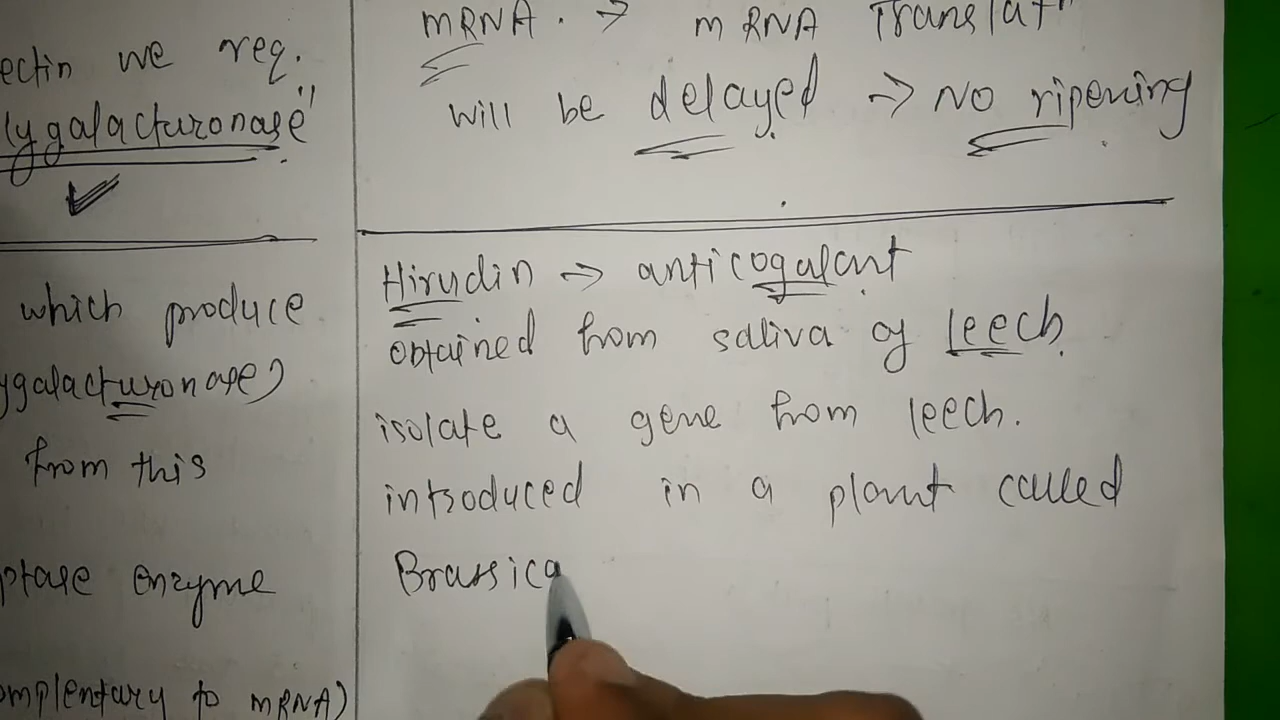 ectin we req.
lygalacturonase"
which produce
ygalacturonase)
from this
ptase enzyme
omplentary to mRNA)
mRNA. → mRNA Translat
will be delayed → No ripening
Hirudin → anticogalant
obtained from saliva of leech.
isolate a gene from leech.
introduced in a plant called
Brassica